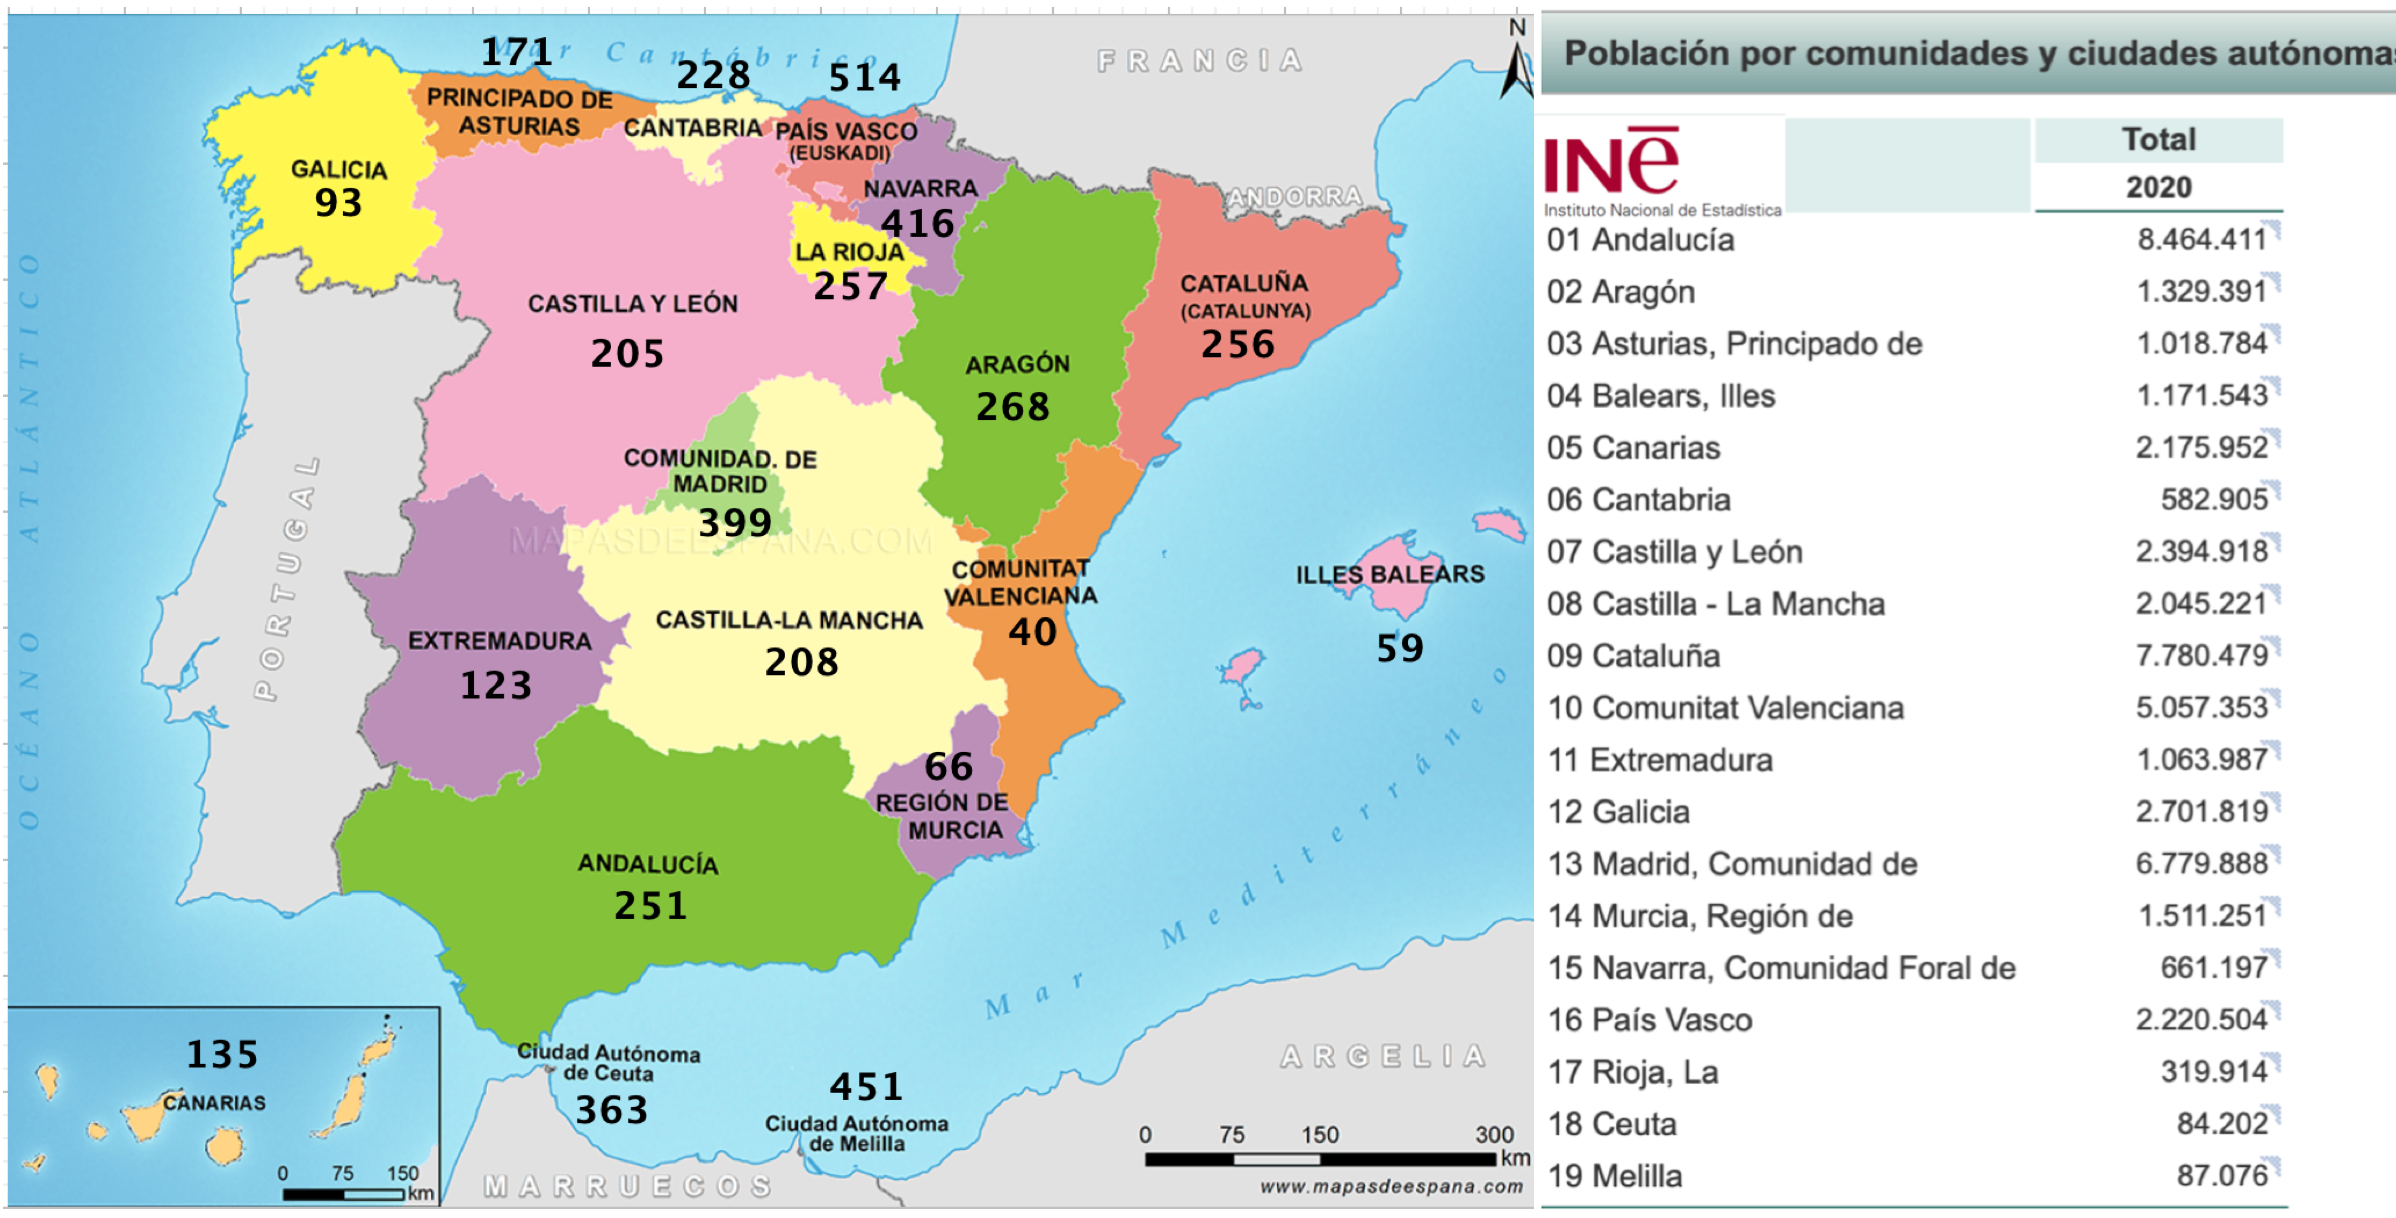 Mar Cantábrico
171
228
514
FRANCIA
N
PRINCIPADO DE
ASTURIAS
CANTABRIA
PAÍS VASCO
(EUSKADI)
GALICIA
93
NAVARRA
416
ANDORRA
LA RIOJA
257
CASTILLA Y LEÓN
205
CATALUÑA
(CATALUNYA)
256
ARAGÓN
268
OCÉANO ATLÁNTICO
PORTUGAL
COMUNIDAD. DE
MADRID
399
MAPASDEESPANA.COM
COMUNITAT
VALENCIANA
40
ILLES BALEARS
59
EXTREMADURA
123
CASTILLA-LA MANCHA
208
66
REGIÓN DE
MURCIA
ANDALUCÍA
251
Mar Mediterráneo
135
CANARIAS
0 75 150
km
Ciudad Autónoma
de Ceuta
363
451
Ciudad Autónoma
de Melilla
ARGELIA
MARRUECOS
0 75 150 300
km
www.mapasdeespana.com
Población por comunidades y ciudades autónomas
INe
Instituto Nacional de Estadística
Total
2020
01 Andalucía 8.464.411
02 Aragón 1.329.391
03 Asturias, Principado de 1.018.784
04 Balears, Illes 1.171.543
05 Canarias 2.175.952
06 Cantabria 582.905
07 Castilla y León 2.394.918
08 Castilla - La Mancha 2.045.221
09 Cataluña 7.780.479
10 Comunitat Valenciana 5.057.353
11 Extremadura 1.063.987
12 Galicia 2.701.819
13 Madrid, Comunidad de 6.779.888
14 Murcia, Región de 1.511.251
15 Navarra, Comunidad Foral de 661.197
16 País Vasco 2.220.504
17 Rioja, La 319.914
18 Ceuta 84.202
19 Melilla 87.076